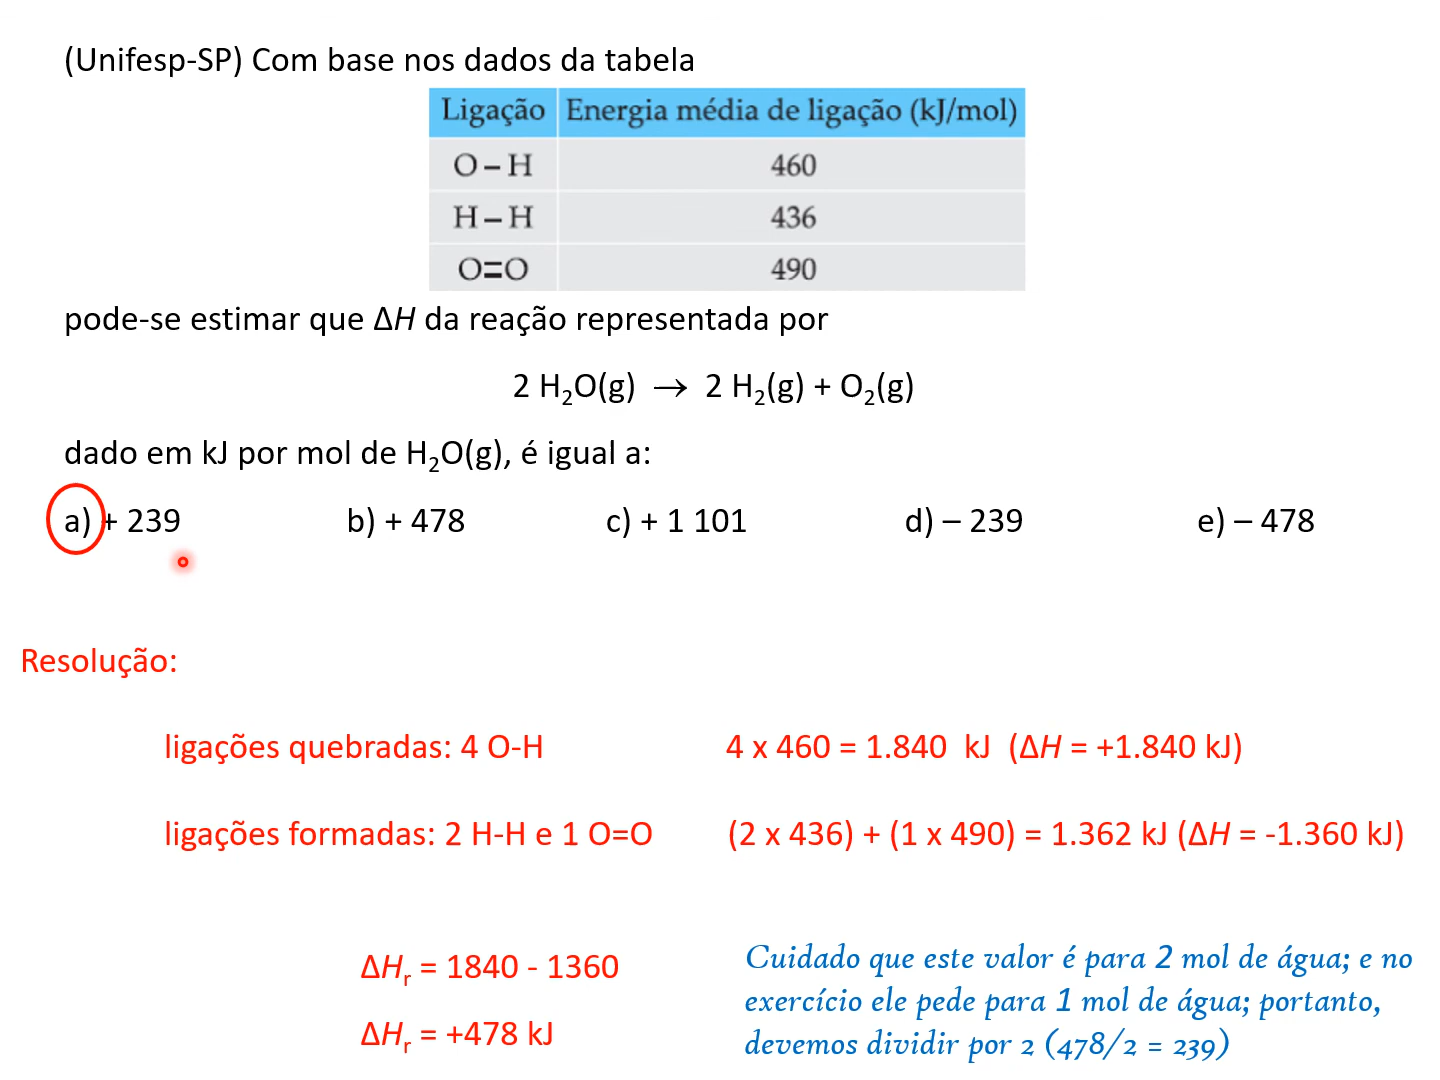 (Unifesp-SP) Com base nos dados da tabela
Ligação Energia média de ligação (kJ/mol)
O – H 460
H – H 436
O=O 490
pode-se estimar que ΔH da reação representada por
2 H₂O(g) → 2 H₂(g) + O₂(g)
dado em kJ por mol de H₂O(g), é igual a:
a) + 239 b) + 478 c) + 1 101 d) – 239 e) – 478
Resolução:
ligações quebradas: 4 O-H 4 x 460 = 1.840 kJ (ΔH = +1.840 kJ)
ligações formadas: 2 H-H e 1 O=O (2 x 436) + (1 x 490) = 1.362 kJ (ΔH = -1.360 kJ)
ΔHr = 1840 - 1360
ΔHr = +478 kJ
Cuidado que este valor é para 2 mol de água; e no
exercício ele pede para 1 mol de água; portanto,
devemos dividir por 2 (478/2 = 239)